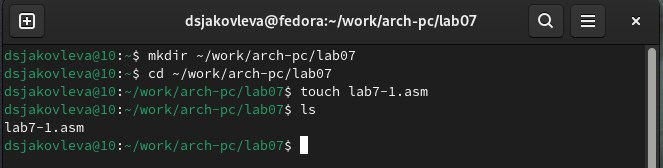 dsjakovleva@fedora:~/work/arch-pc/lab07
dsjakovleva@10:~$ mkdir ~/work/arch-pc/lab07
dsjakovleva@10:~$ cd ~/work/arch-pc/lab07
dsjakovleva@10:~/work/arch-pc/lab07$ touch lab7-1.asm
dsjakovleva@10:~/work/arch-pc/lab07$ ls
lab7-1.asm
dsjakovleva@10:~/work/arch-pc/lab07$